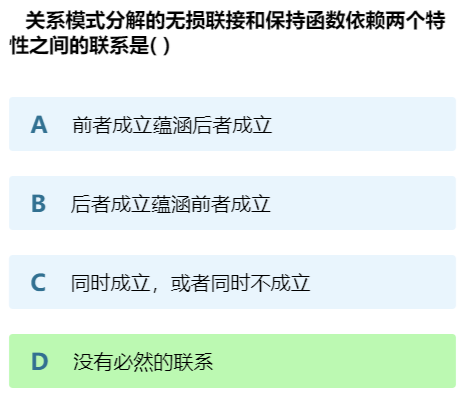 关系模式分解的无损联接和保持函数依赖两个特
性之间的联系是( )
A 前者成立蕴涵后者成立
B 后者成立蕴涵前者成立
C 同时成立，或者同时不成立
D 没有必然的联系